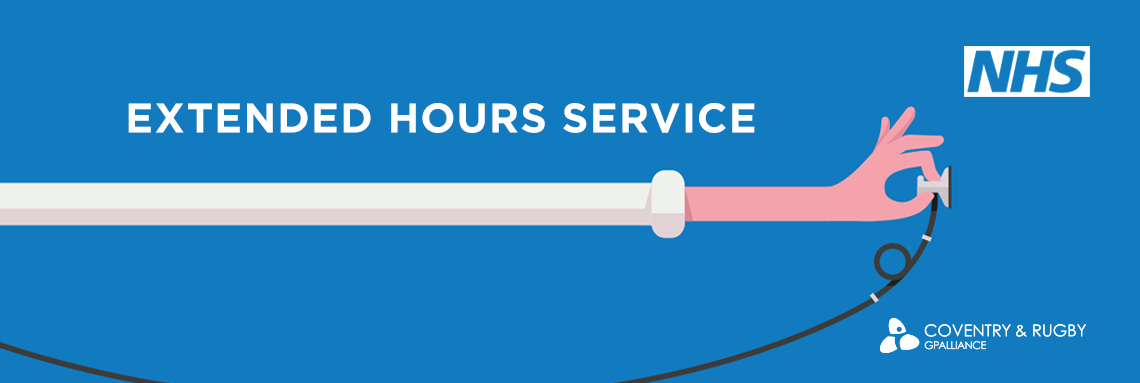 NHS
EXTENDED HOURS SERVICE
COVENTRY & RUGBY
GPALLIANCE